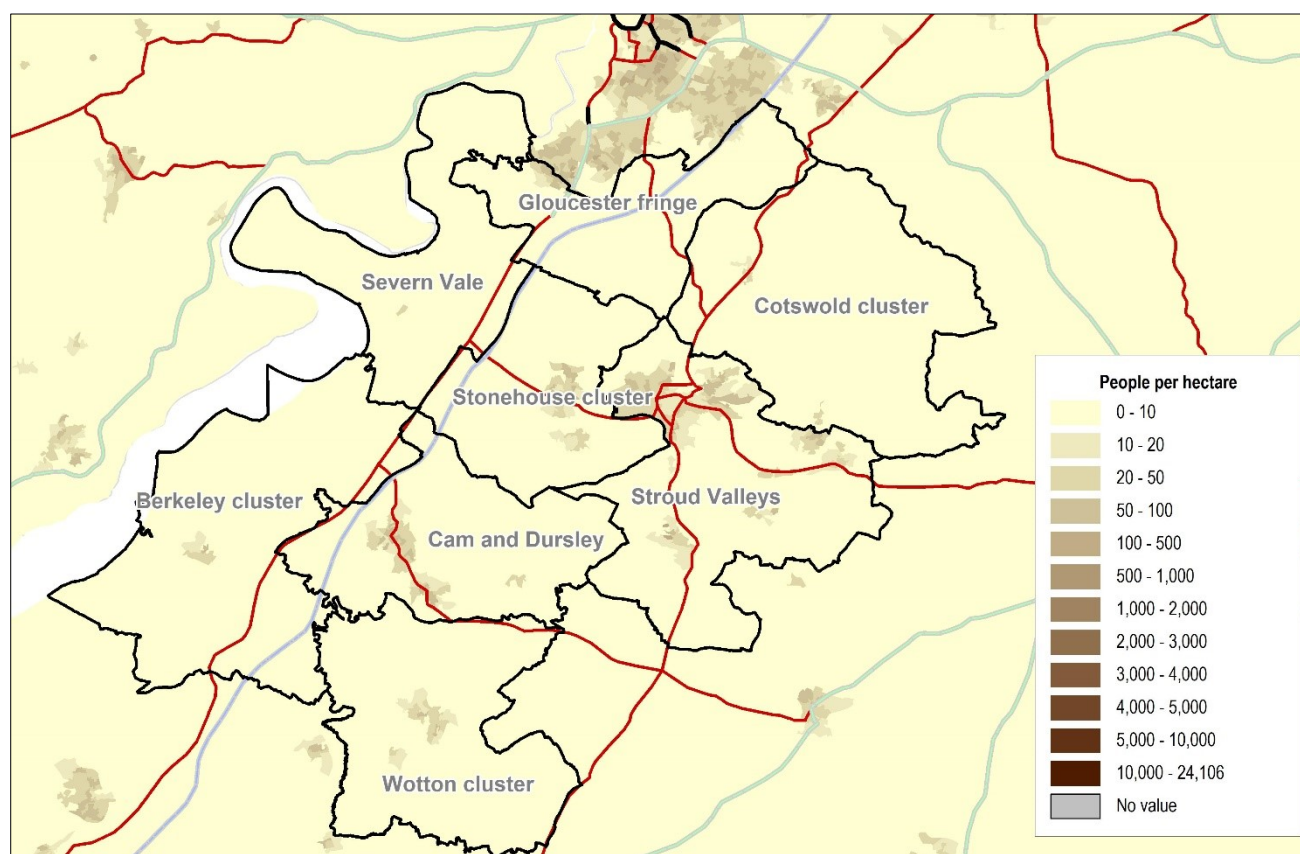 Gloucester fringe
Severn Vale
Cotswold cluster
Stonehouse cluster
Berkeley cluster
Stroud Valleys
Cam and Dursley
Wotton cluster
People per hectare
0 - 10
10 - 20
20 - 50
50 - 100
100 - 500
500 - 1,000
1,000 - 2,000
2,000 - 3,000
3,000 - 4,000
4,000 - 5,000
5,000 - 10,000
10,000 - 24,106
No value